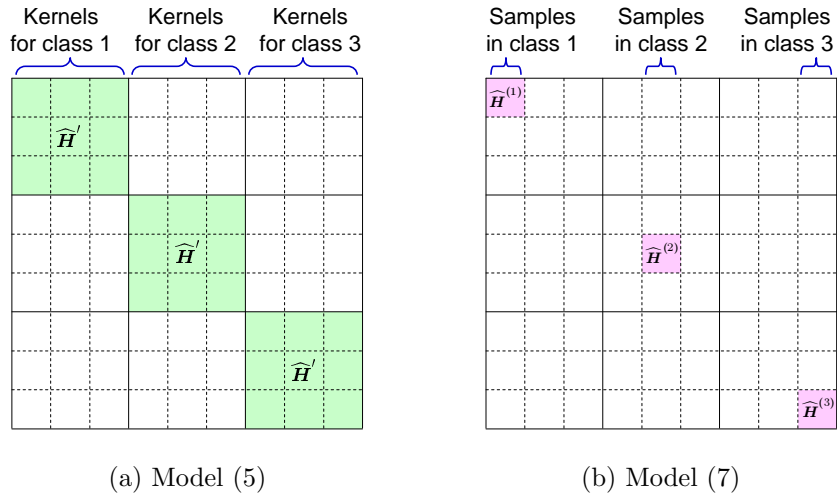 Kernels for class 1
Kernels for class 2
Kernels for class 3
Ĥ′
Ĥ′
Ĥ′
(a) Model (5)
Samples in class 1
Samples in class 2
Samples in class 3
Ĥ(1)
Ĥ(2)
Ĥ(3)
(b) Model (7)